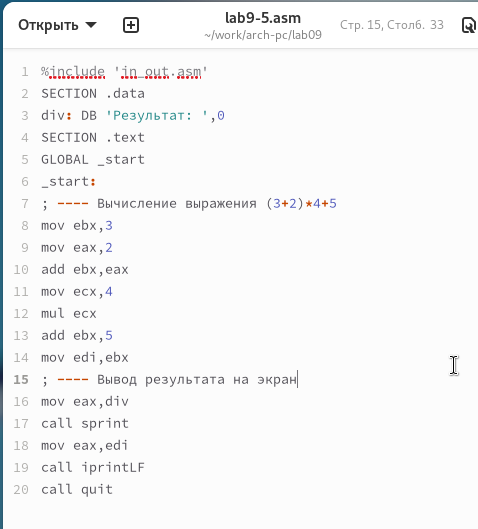 Открыть
lab9-5.asm
~/work/arch-pc/lab09
Стр. 15, Столб. 33
1 %include 'in_out.asm'
2 SECTION .data
3 div: DB 'Результат: ',0
4 SECTION .text
5 GLOBAL _start
6 _start:
7 ; ---- Вычисление выражения (3+2)*4+5
8 mov ebx,3
9 mov eax,2
10 add ebx,eax
11 mov ecx,4
12 mul ecx
13 add ebx,5
14 mov edi,ebx
15 ; ---- Вывод результата на экран
16 mov eax,div
17 call sprint
18 mov eax,edi
19 call iprintLF
20 call quit